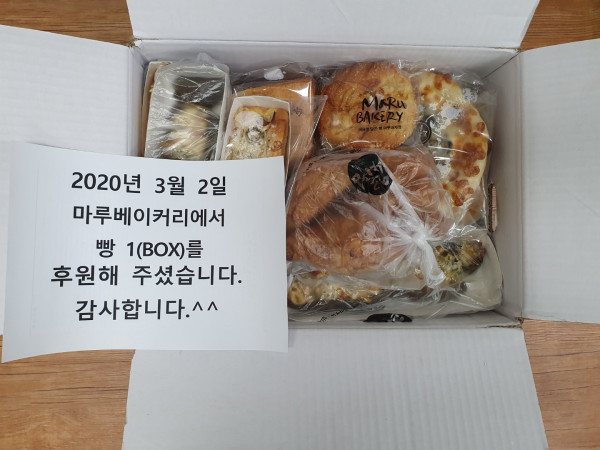 2020년 3월 2일
마루베이커리에서
빵 1(BOX)를
후원해 주셨습니다.
감사합니다.^^
MaRu
BAKERY